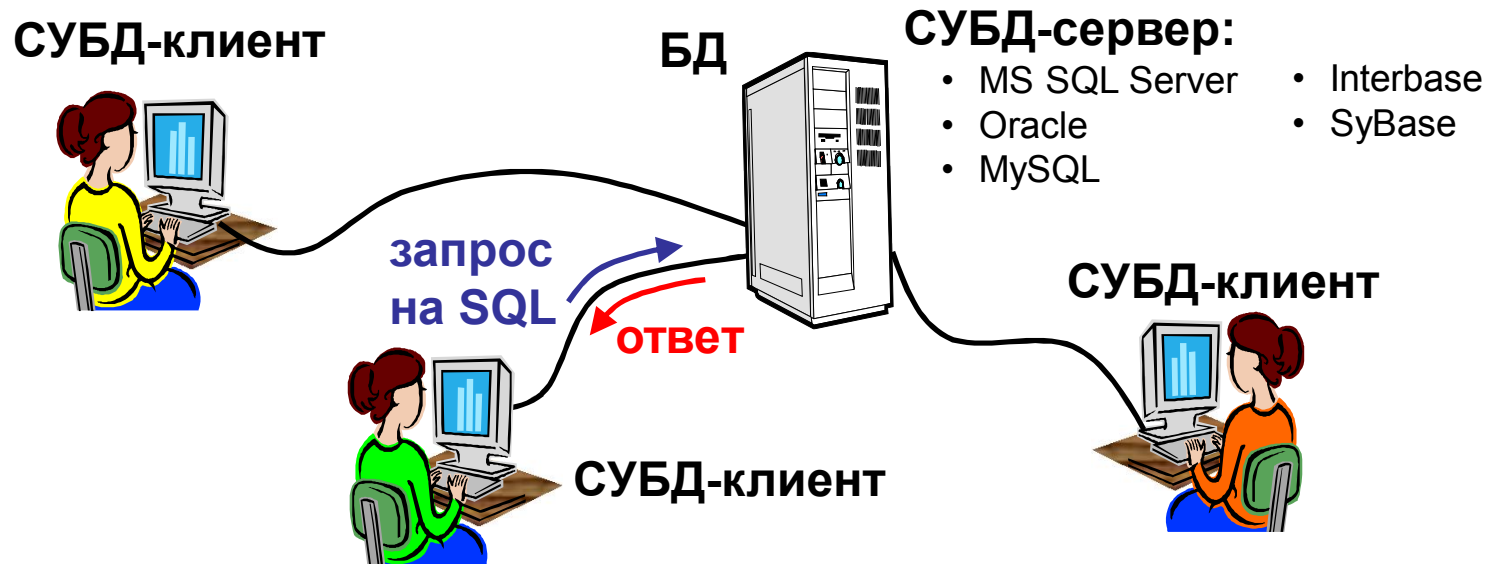 СУБД-клиент
БД
СУБД-сервер:
• MS SQL Server
• Oracle
• MySQL
• Interbase
• SyBase
запрос
на SQL
ответ
СУБД-клиент
СУБД-клиент